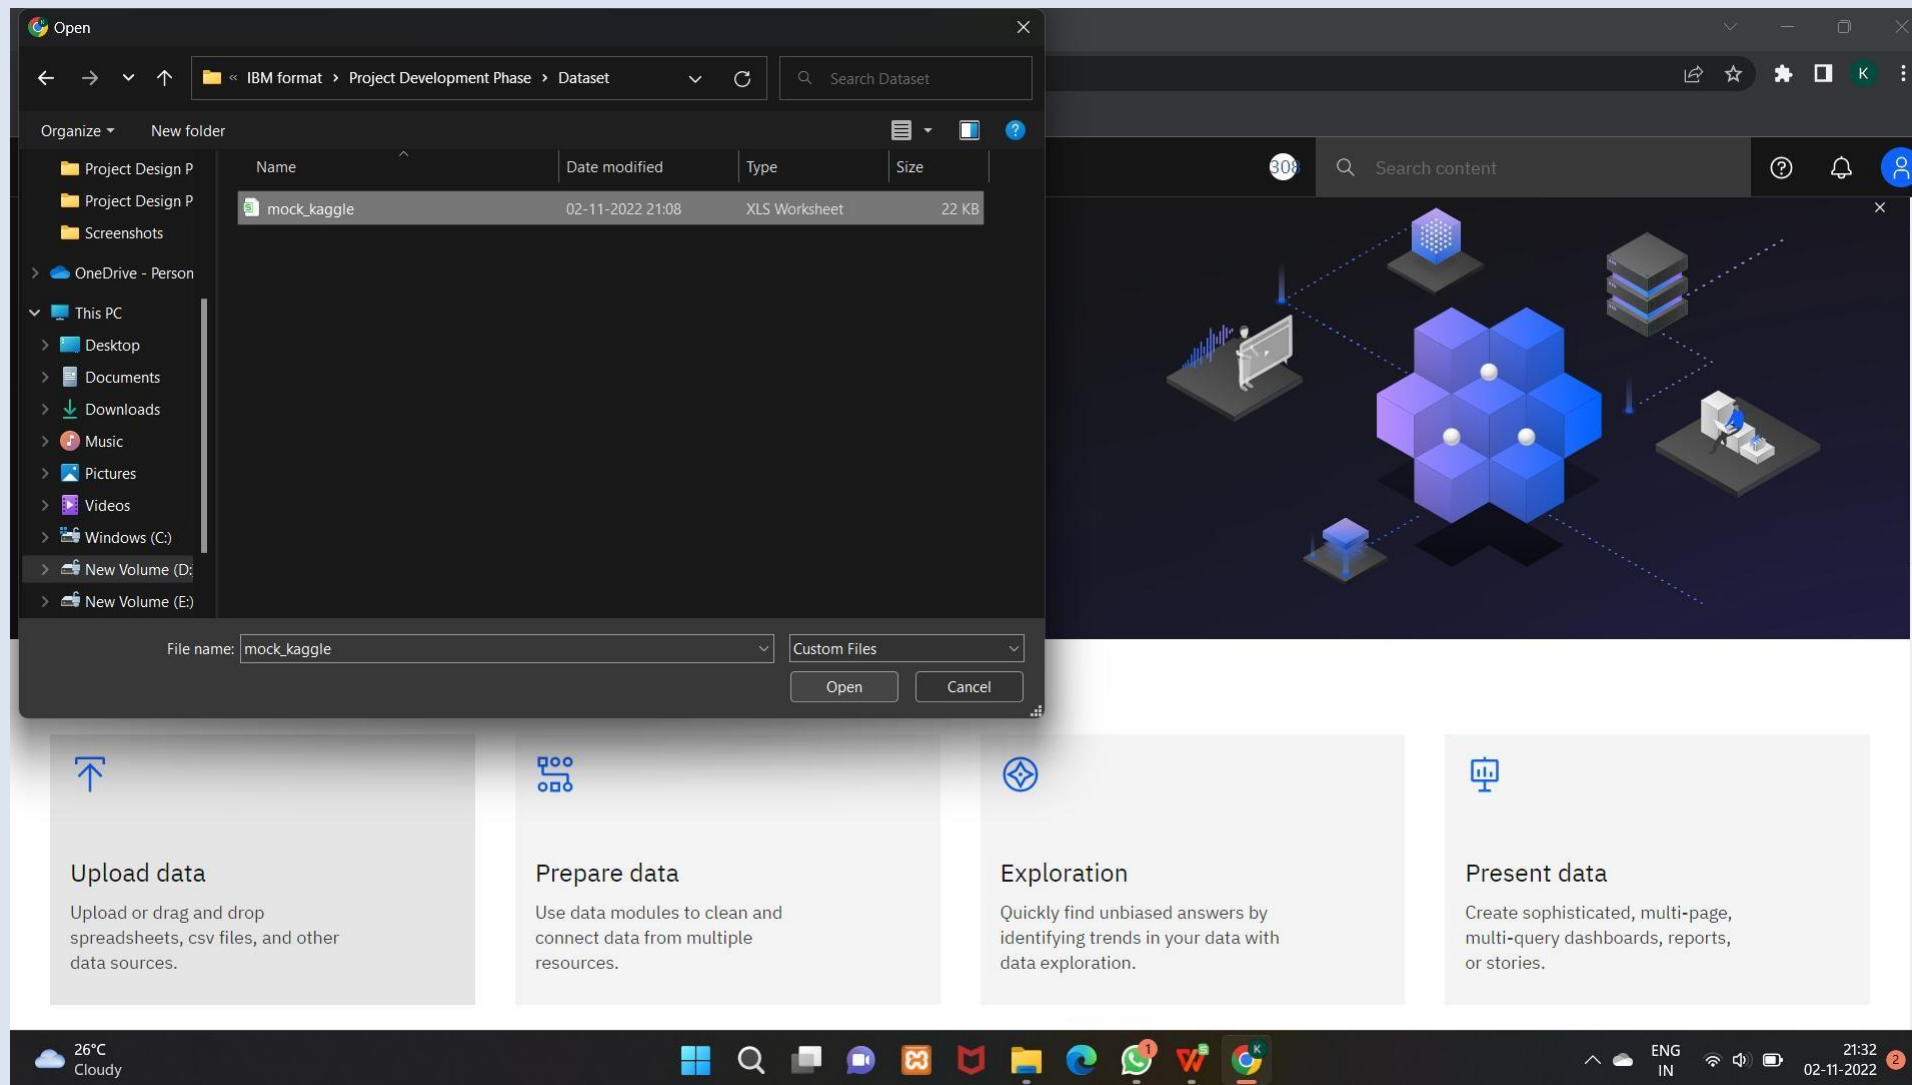 Open
« IBM format › Project Development Phase › Dataset
Search Dataset
K
Organize
New folder
?
Name
Date modified
Type
Size
mock_kaggle
02-11-2022 21:08
XLS Worksheet
22 KB
Project Design P
Project Design P
Screenshots
OneDrive - Person
This PC
Desktop
Documents
Downloads
Music
Pictures
Videos
Windows (C:)
New Volume (D:
New Volume (E:)
308
Search content
File name: mock_kaggle
Custom Files
Open
Cancel
Upload data
Upload or drag and drop
spreadsheets, csv files, and other
data sources.
Prepare data
Use data modules to clean and
connect data from multiple
resources.
Exploration
Quickly find unbiased answers by
identifying trends in your data with
data exploration.
Present data
Create sophisticated, multi-page,
multi-query dashboards, reports,
or stories.
26°C
Cloudy
1
K
ENG
IN
21:32
02-11-2022
2